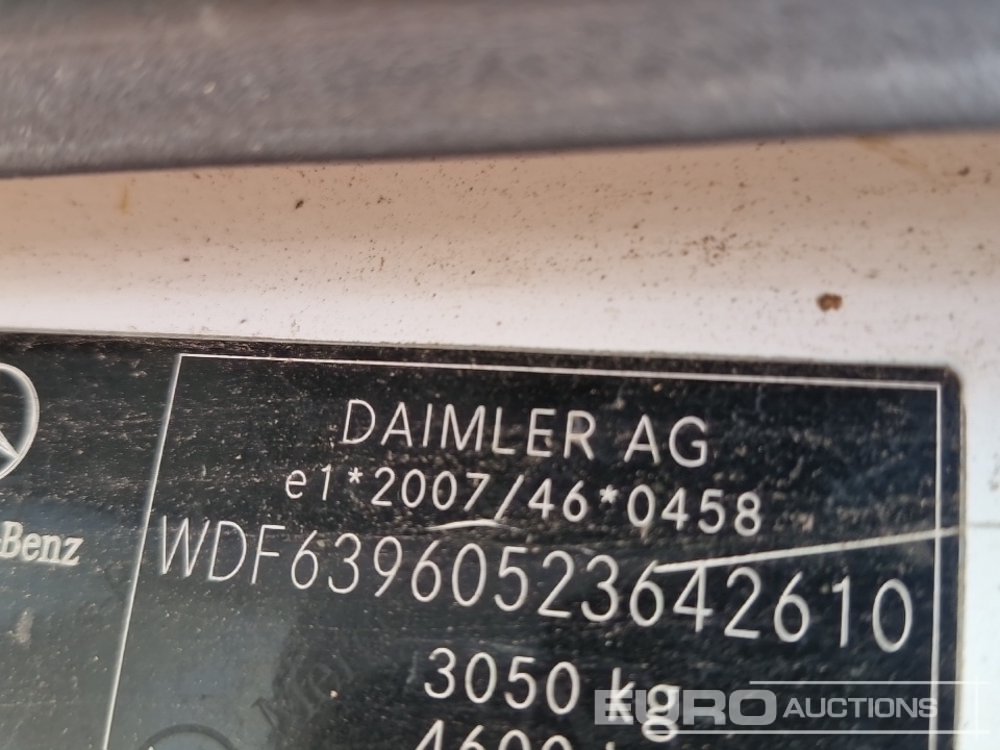 DAIMLER AG
e1*2007/46*0458
-Benz
WDF63960523642610
3050 kg
EURO AUCTIONS